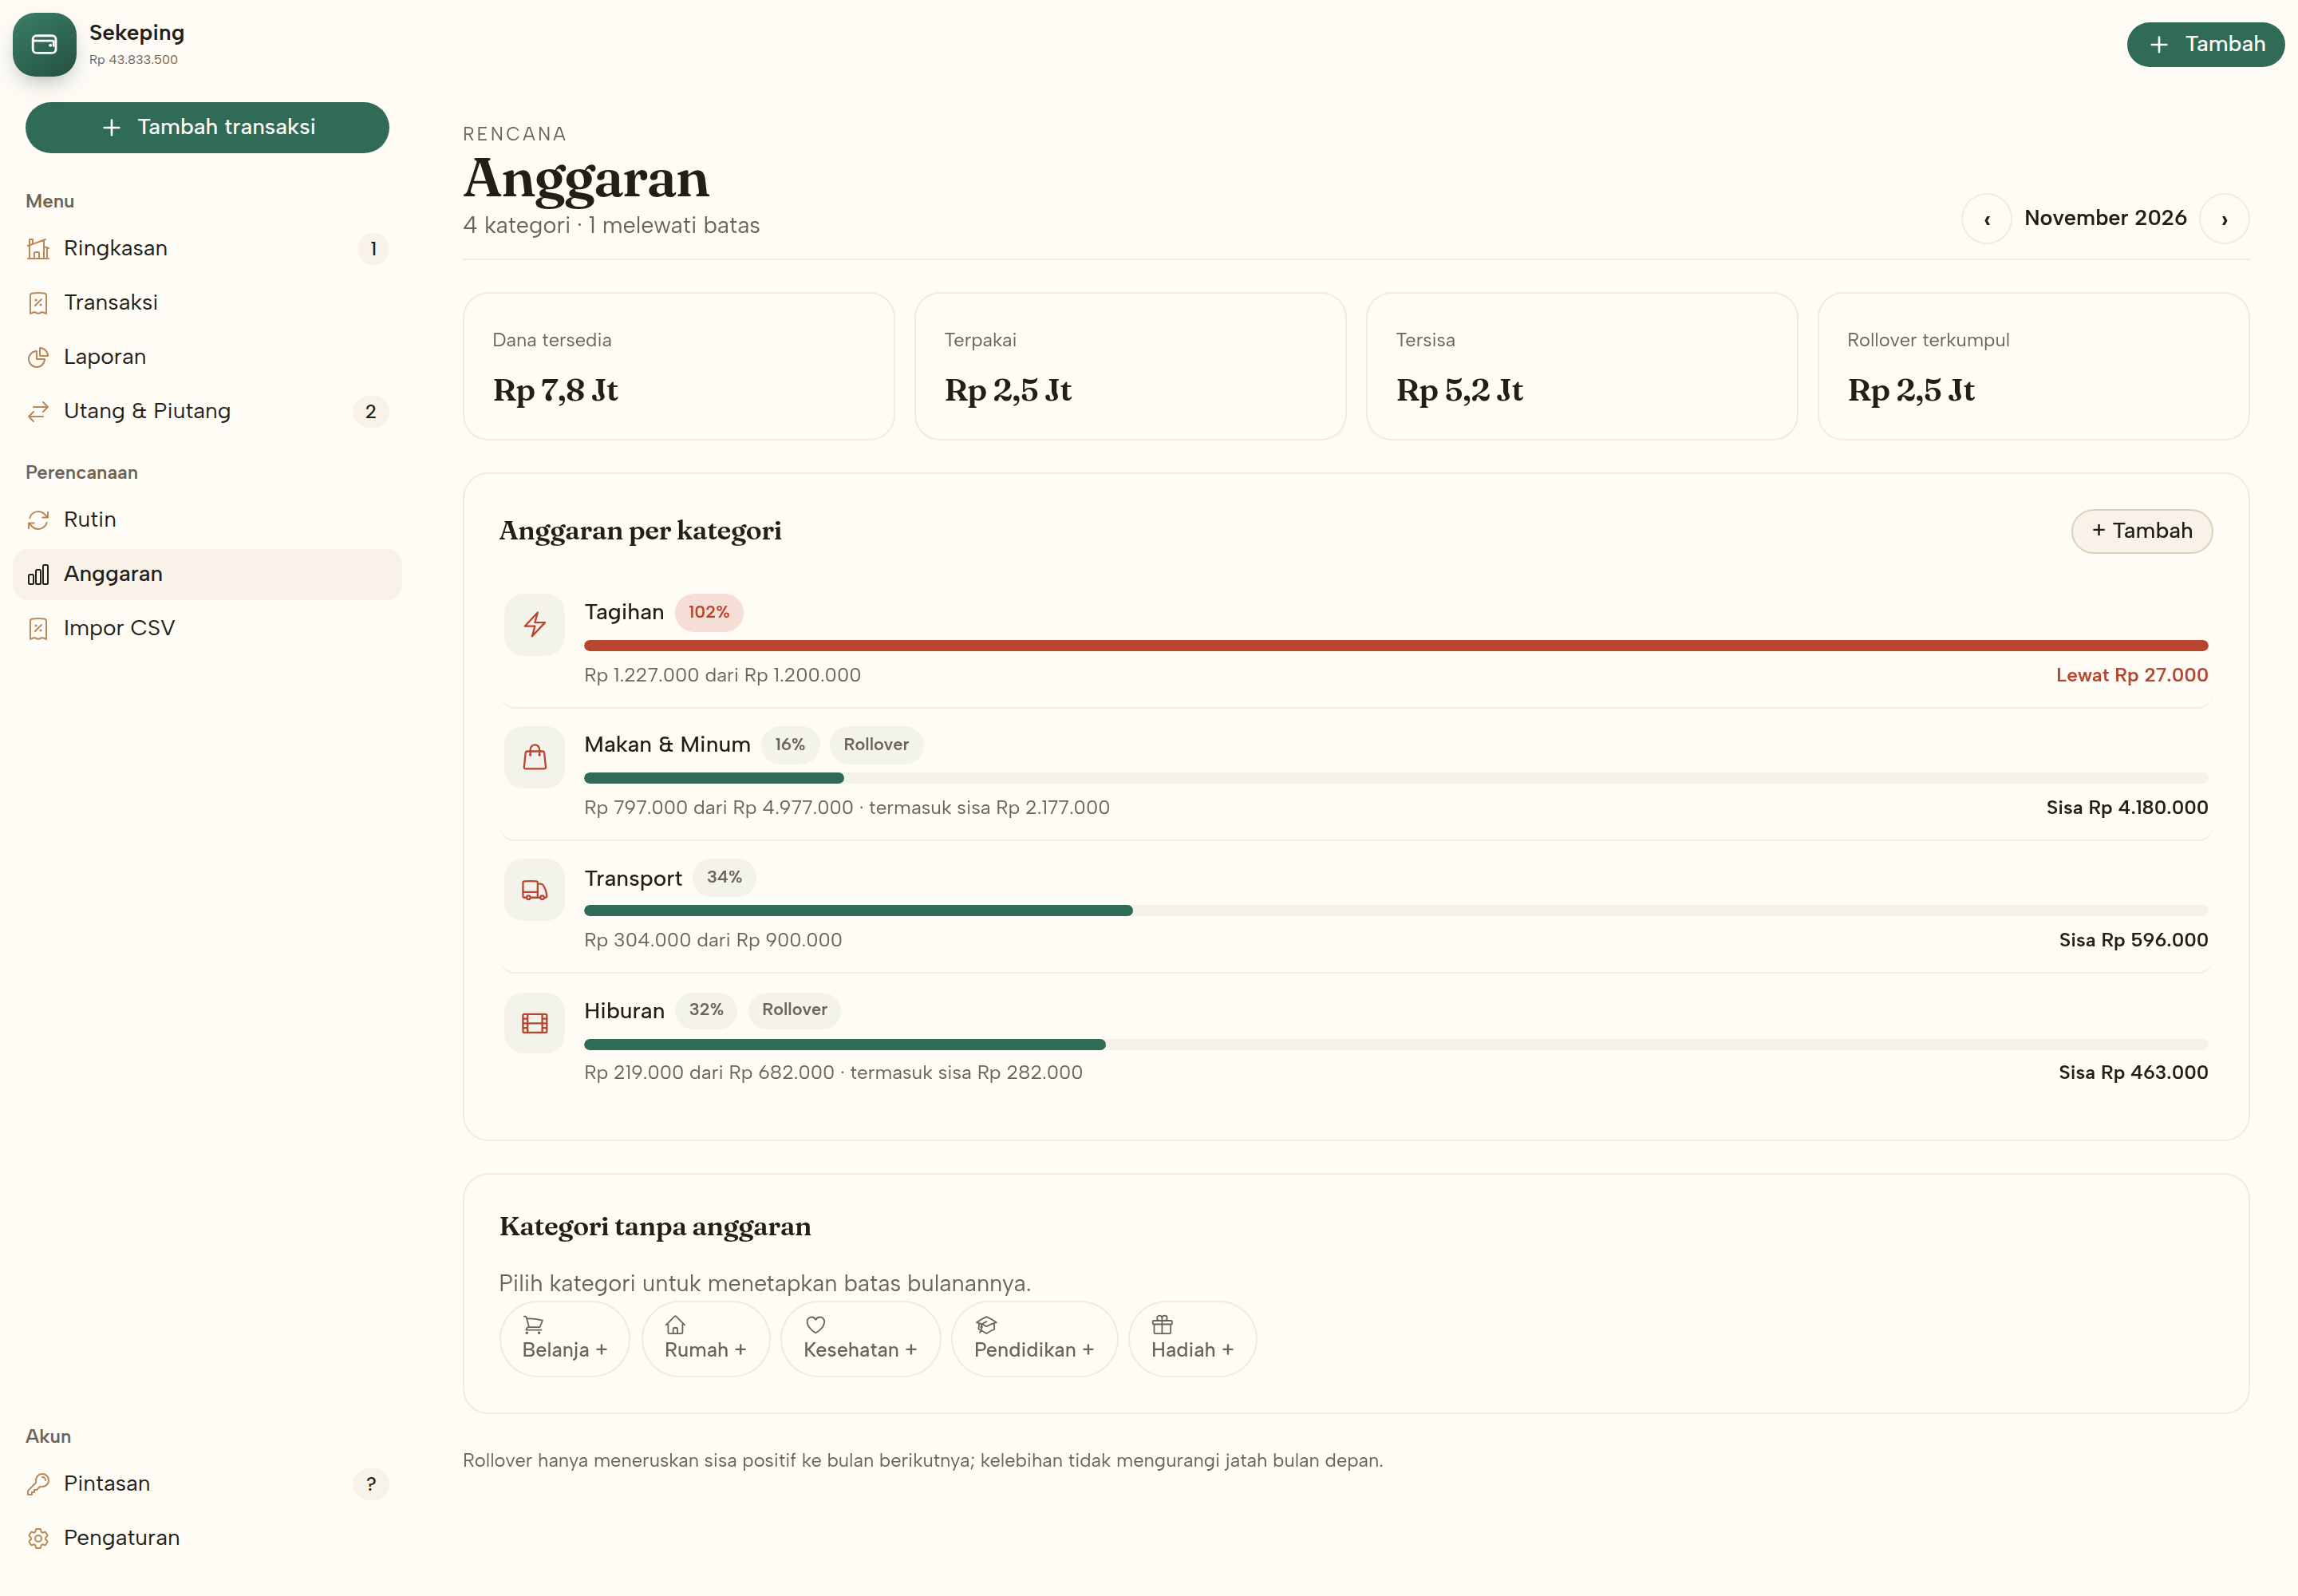 Sekeping
Rp 43.833.500
+ Tambah
+ Tambah transaksi
Menu
Ringkasan 1
Transaksi
Laporan
Utang & Piutang 2
Perencanaan
Rutin
Anggaran
Impor CSV
Akun
Pintasan ?
Pengaturan
RENCANA
Anggaran
4 kategori · 1 melewati batas
‹ November 2026 ›
Dana tersedia
Rp 7,8 Jt
Terpakai
Rp 2,5 Jt
Tersisa
Rp 5,2 Jt
Rollover terkumpul
Rp 2,5 Jt
Anggaran per kategori
+ Tambah
Tagihan 102%
Rp 1.227.000 dari Rp 1.200.000
Lewat Rp 27.000
Makan & Minum 16% Rollover
Rp 797.000 dari Rp 4.977.000 · termasuk sisa Rp 2.177.000
Sisa Rp 4.180.000
Transport 34%
Rp 304.000 dari Rp 900.000
Sisa Rp 596.000
Hiburan 32% Rollover
Rp 219.000 dari Rp 682.000 · termasuk sisa Rp 282.000
Sisa Rp 463.000
Kategori tanpa anggaran
Pilih kategori untuk menetapkan batas bulanannya.
Belanja +
Rumah +
Kesehatan +
Pendidikan +
Hadiah +
Rollover hanya meneruskan sisa positif ke bulan berikutnya; kelebihan tidak mengurangi jatah bulan depan.